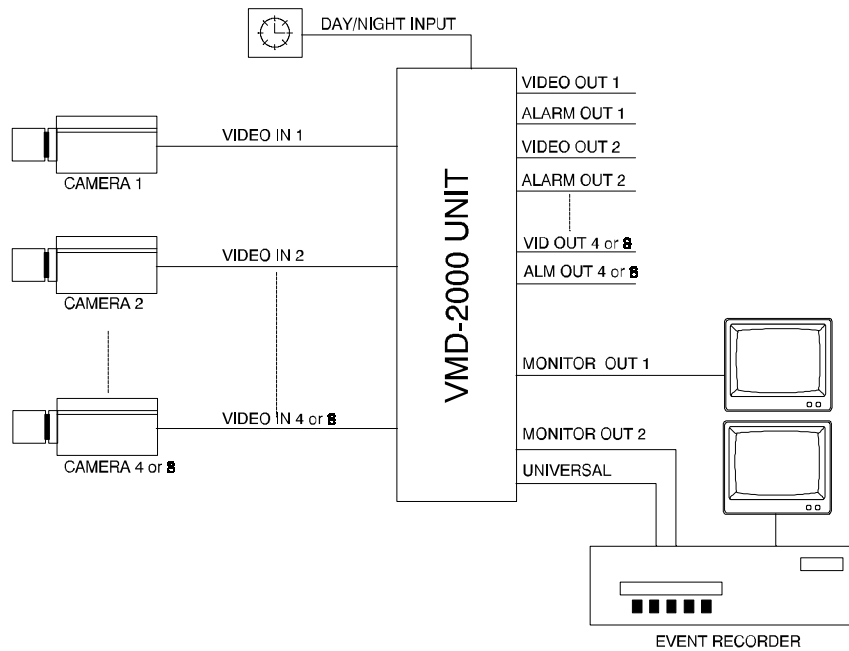 DAY/NIGHT INPUT
VIDEO OUT 1
ALARM OUT 1
VIDEO IN 1
VIDEO OUT 2
CAMERA 1
ALARM OUT 2
VMD-2000 UNIT
VIDEO IN 2
VID OUT 4 or 8
ALM OUT 4 or 8
CAMERA 2
MONITOR OUT 1
VIDEO IN 4 or 8
MONITOR OUT 2
CAMERA 4 or 8
UNIVERSAL
EVENT RECORDER